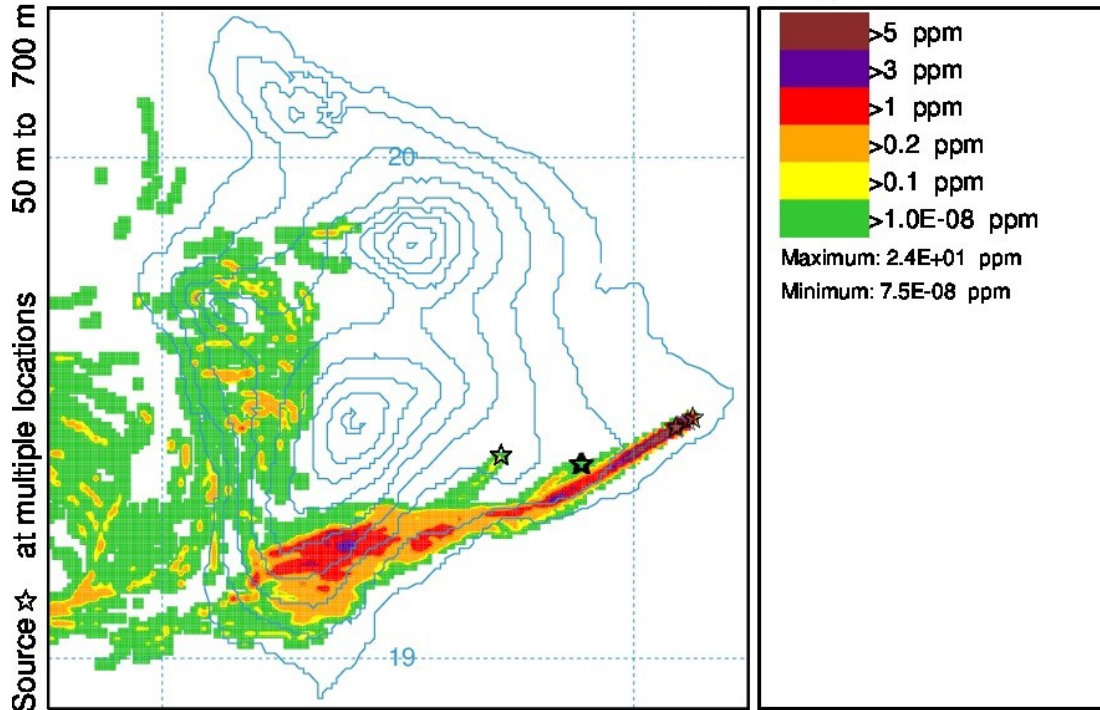 Source ☆ at multiple locations 50 m to 700 m
20
19
>5 ppm
>3 ppm
>1 ppm
>0.2 ppm
>0.1 ppm
>1.0E-08 ppm
Maximum: 2.4E+01 ppm
Minimum: 7.5E-08 ppm